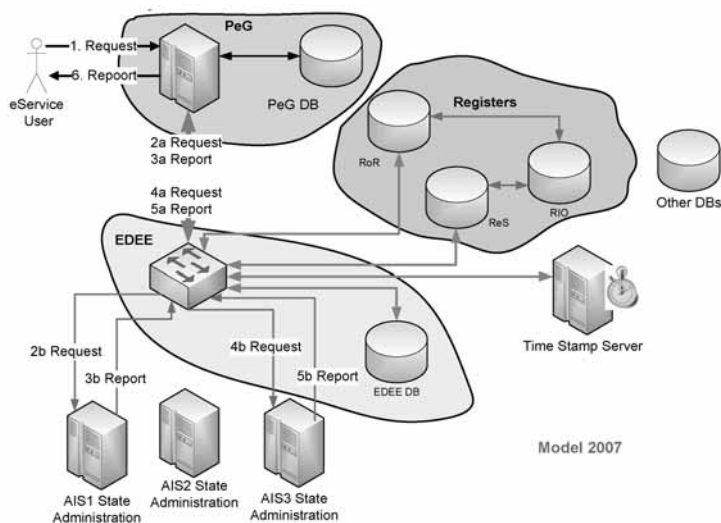 PeG
1. Request
6. Repoort
eService
User
PeG DB
2a Request
3a Report
4a Request
5a Report
Registers
RoR
ReS
RIO
Other DBs
EDEE
2b Request
3b Report
4b Request
5b Report
EDEE DB
Time Stamp Server
AIS1 State
Administration
AIS2 State
Administration
AIS3 State
Administration
Model 2007